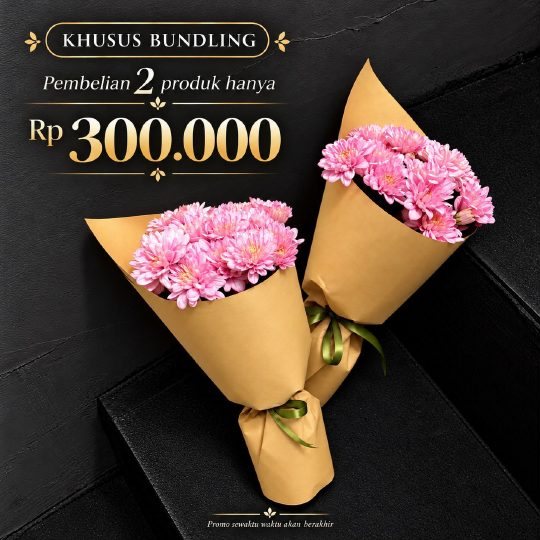 KHUSUS BUNDLING
Pembelian 2 produk hanya
Rp 300.000
Promo sewaktu waktu akan berakhir